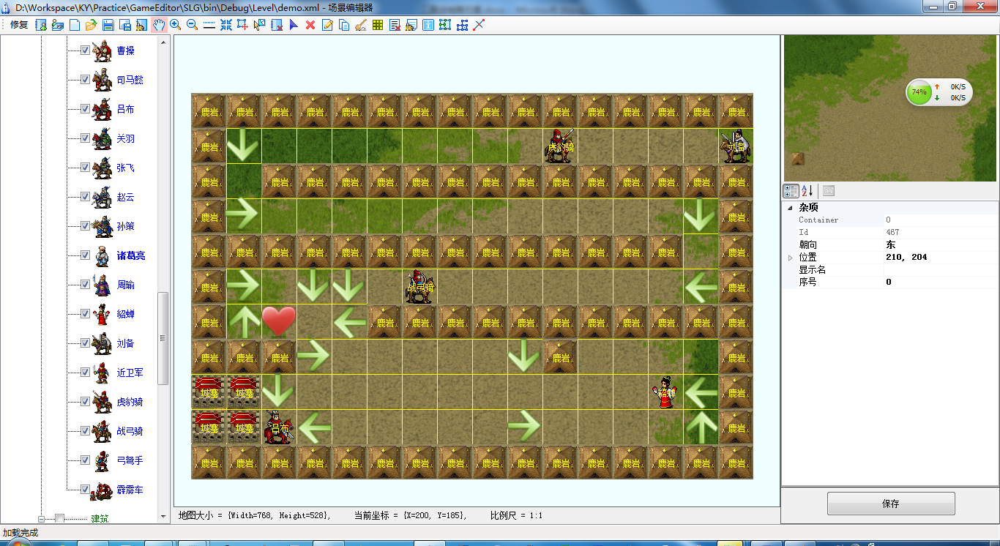 D:\Workspace\KY\Practice\GameEditor\SLG\bin\Debug\Level\demo.xml - 场景编辑器
修复
曹操
司马懿
吕布
关羽
张飞
赵云
孙策
诸葛亮
周瑜
貂蝉
刘备
近卫军
虎豹骑
战弓骑
弓弩手
霹雳车
建筑
鹿岩 鹿岩 鹿岩 鹿岩 鹿岩 鹿岩 鹿岩 鹿岩 鹿岩 鹿岩 鹿岩 鹿岩 鹿岩 鹿岩 鹿岩 鹿岩
鹿岩 虎豹骑 刘备
鹿岩 鹿岩 鹿岩 鹿岩 鹿岩 鹿岩 鹿岩 鹿岩 鹿岩 鹿岩 鹿岩 鹿岩 鹿岩 鹿岩 鹿岩
鹿岩 鹿岩
鹿岩 鹿岩 鹿岩 鹿岩 鹿岩 鹿岩 鹿岩 鹿岩 鹿岩 鹿岩 鹿岩 鹿岩 鹿岩 鹿岩 鹿岩
鹿岩 战弓骑 鹿岩
鹿岩 鹿岩 鹿岩 鹿岩 鹿岩 鹿岩 鹿岩 鹿岩 鹿岩 鹿岩 鹿岩 鹿岩
鹿岩 鹿岩 鹿岩 鹿岩 鹿岩
城塞 城塞 貂蝉 鹿岩
城塞 城塞 吕布 鹿岩
鹿岩 鹿岩 鹿岩 鹿岩 鹿岩 鹿岩 鹿岩 鹿岩 鹿岩 鹿岩 鹿岩 鹿岩 鹿岩 鹿岩 鹿岩 鹿岩
地图大小 = {Width=768, Height=528}, 当前坐标 = {X=200, Y=185}, 比例尺 = 1:1
74%
0K/S
0K/S
杂项
Container 0
Id 467
朝向 东
位置 210, 204
显示名
序号 0
保存
加载完成